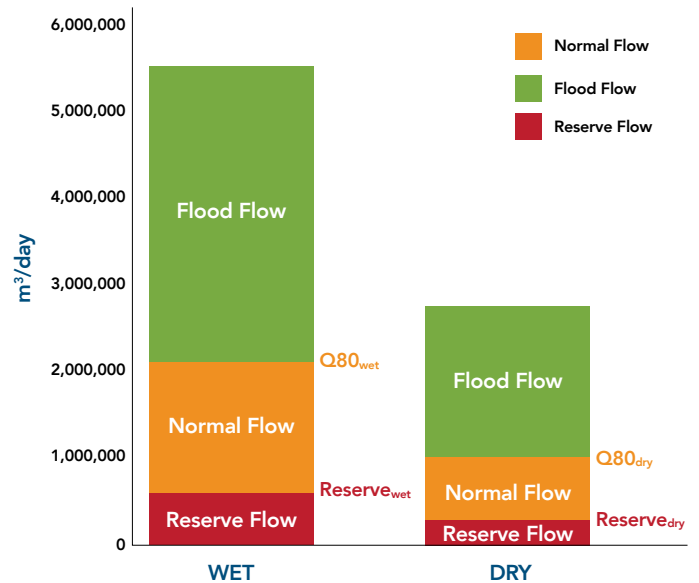 6,000,000
5,000,000
4,000,000
3,000,000
2,000,000
1,000,000
0
m³/day
Normal Flow
Flood Flow
Reserve Flow
Flood Flow
Q80wet
Normal Flow
Reservewet
Reserve Flow
Flood Flow
Q80dry
Normal Flow
Reservedry
Reserve Flow
WET
DRY